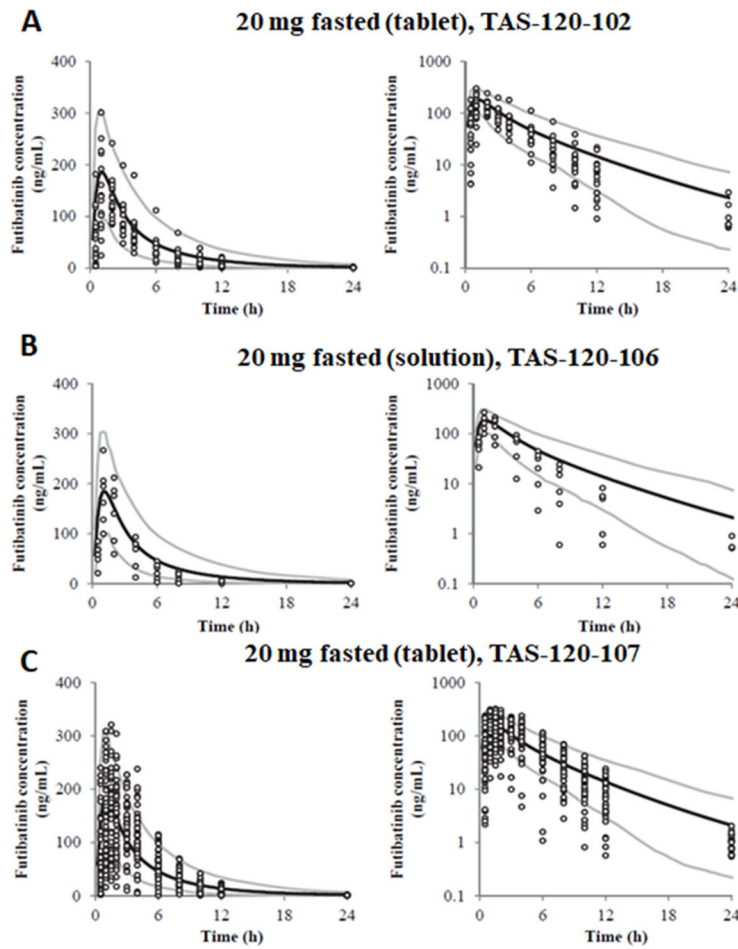 A
20 mg fasted (tablet), TAS-120-102
Futibatinib concentration
(ng/mL)
400
300
200
100
0
0 6 12 18 24
Time (h)
Futibatinib concentration
(ng/mL)
1000
100
10
1
0.1
0 6 12 18 24
Time (h)
B
20 mg fasted (solution), TAS-120-106
Futibatinib concentration
(ng/mL)
400
300
200
100
0
0 6 12 18 24
Time (h)
Futibatinib concentration
(ng/mL)
1000
100
10
1
0.1
0 6 12 18 24
Time (h)
C
20 mg fasted (tablet), TAS-120-107
Futibatinib concentration
(ng/mL)
400
300
200
100
0
0 6 12 18 24
Time (h)
Futibatinib concentration
(ng/mL)
1000
100
10
1
0.1
0 6 12 18 24
Time (h)